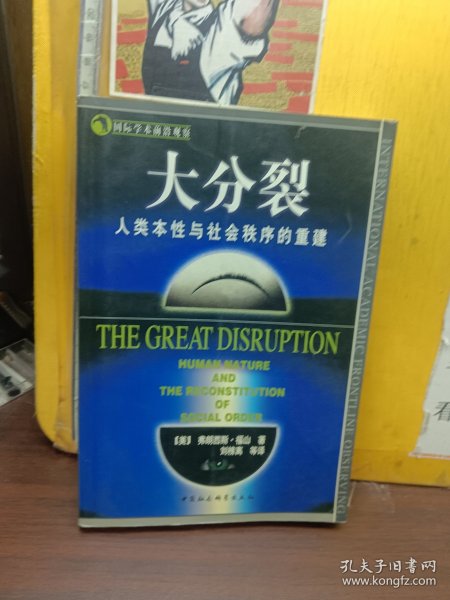 国际学术前沿观察
大分裂
人类本性与社会秩序的重建
THE GREAT DISRUPTION
HUMAN NATURE
AND
THE RECONSTITUTION
OF
SOCIAL ORDER
［美］ 弗朗西斯·福山 著
刘榜离 等译
中国社会科学出版社
INTERNATIONAL ACADEMIC FRONTLINE OBSERVING
看
孔夫子旧书网
www.kongfz.com